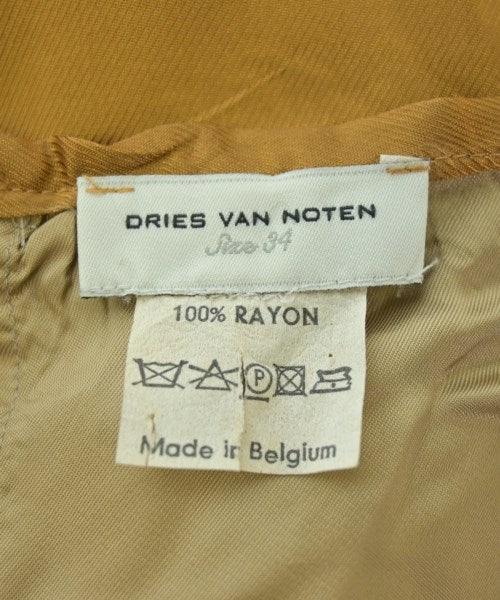 DRIES VAN NOTEN
Size 34
100% RAYON
P
Made in Belgium